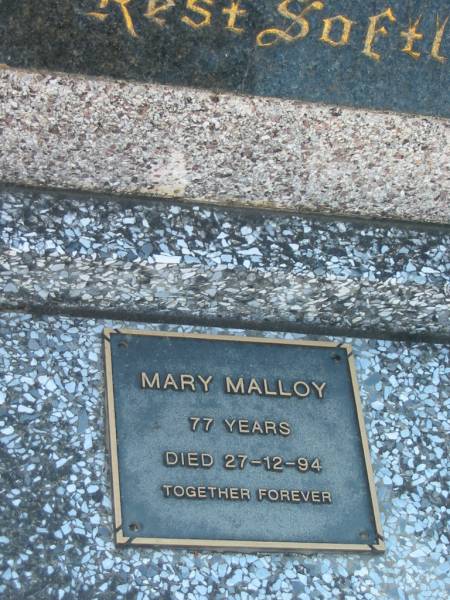 Rest Softl
MARY MALLOY
77 YEARS
DIED 27-12-94
TOGETHER FOREVER